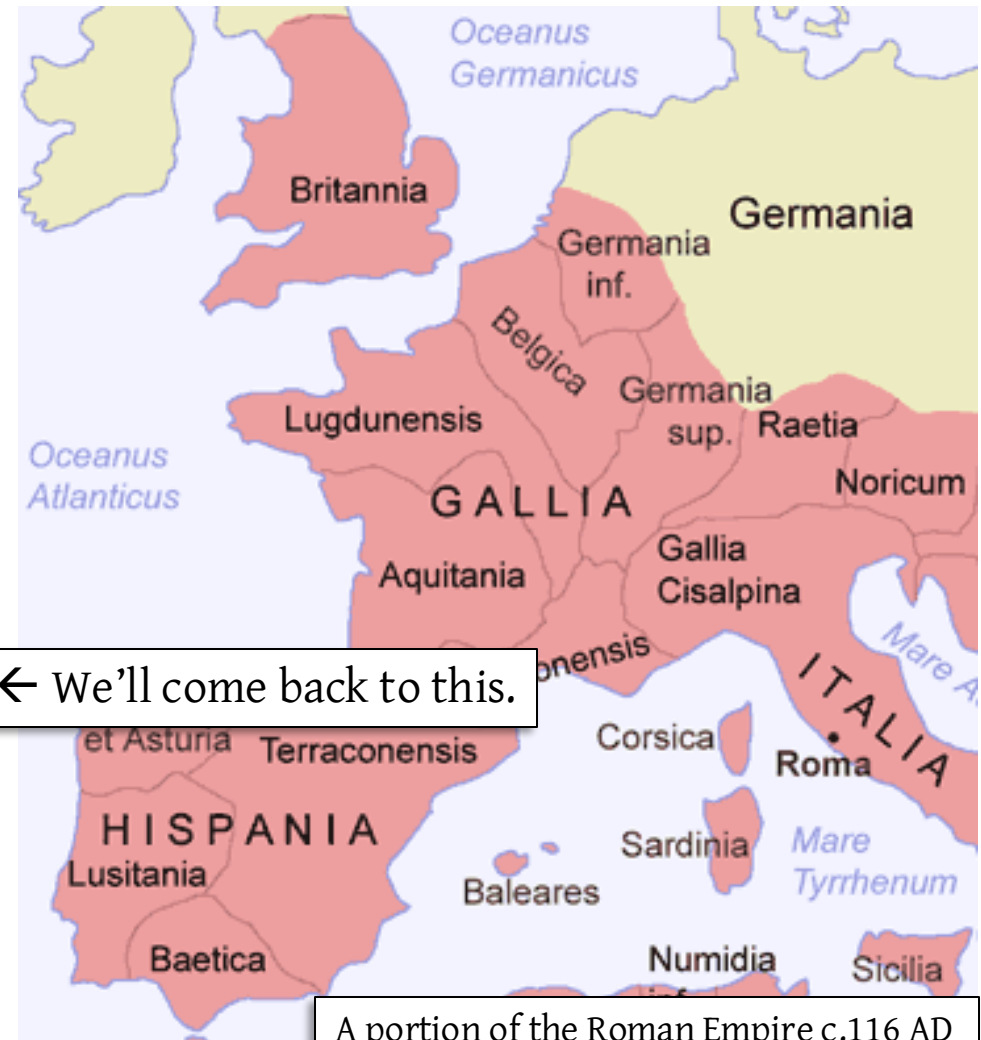 Oceanus
Germanicus
Britannia
Germania
Germania
inf.
Belgica
Germania
sup.
Raetia
Lugdunensis
Noricum
Oceanus
Atlanticus
GALLIA
Gallia
Cisalpina
Aquitania
Mare A
onensis
← We’ll come back to this.
ITALIA
et Asturia
Terraconensis
Corsica
Roma
HISPANIA
Sardinia
Mare
Tyrrhenum
Lusitania
Baleares
Baetica
Numidia
Sicilia
A portion of the Roman Empire c.116 AD